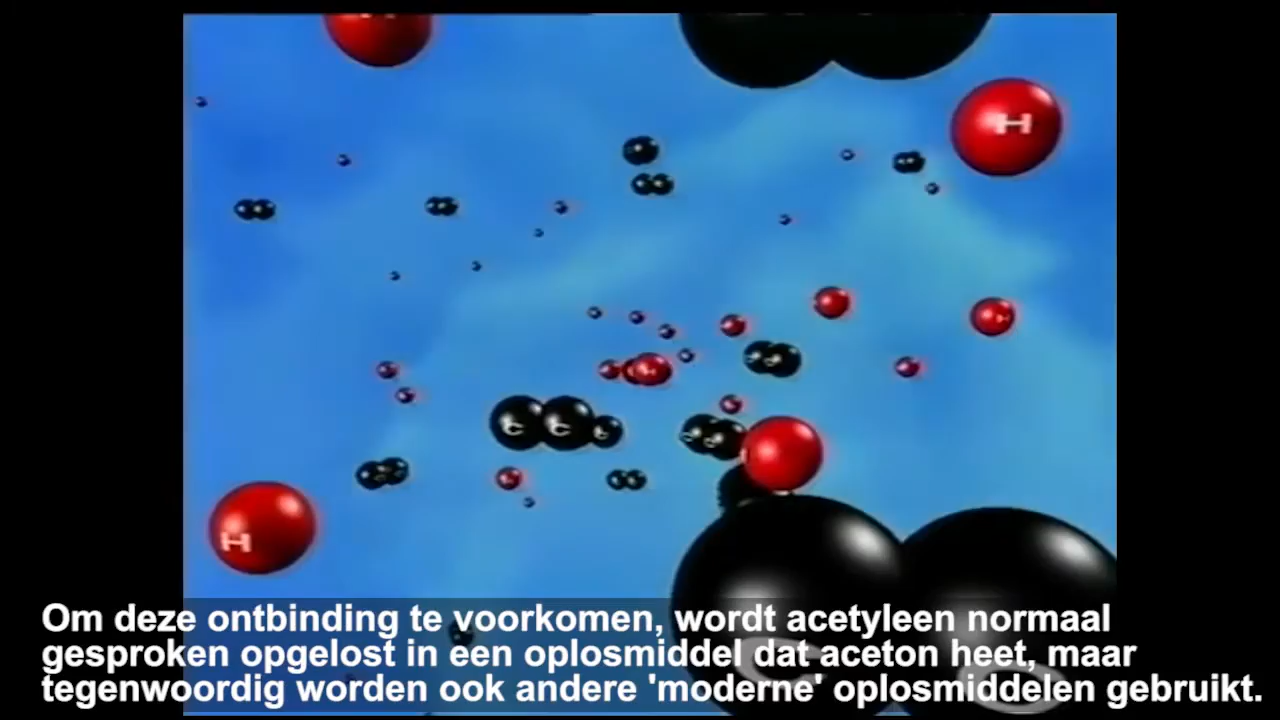 H
H
H
C
C
C
C
C
H
H
C
C
Om deze ontbinding te voorkomen, wordt acetyleen normaal
gesproken opgelost in een oplosmiddel dat aceton heet, maar
tegenwoordig worden ook andere 'moderne' oplosmiddelen gebruikt.